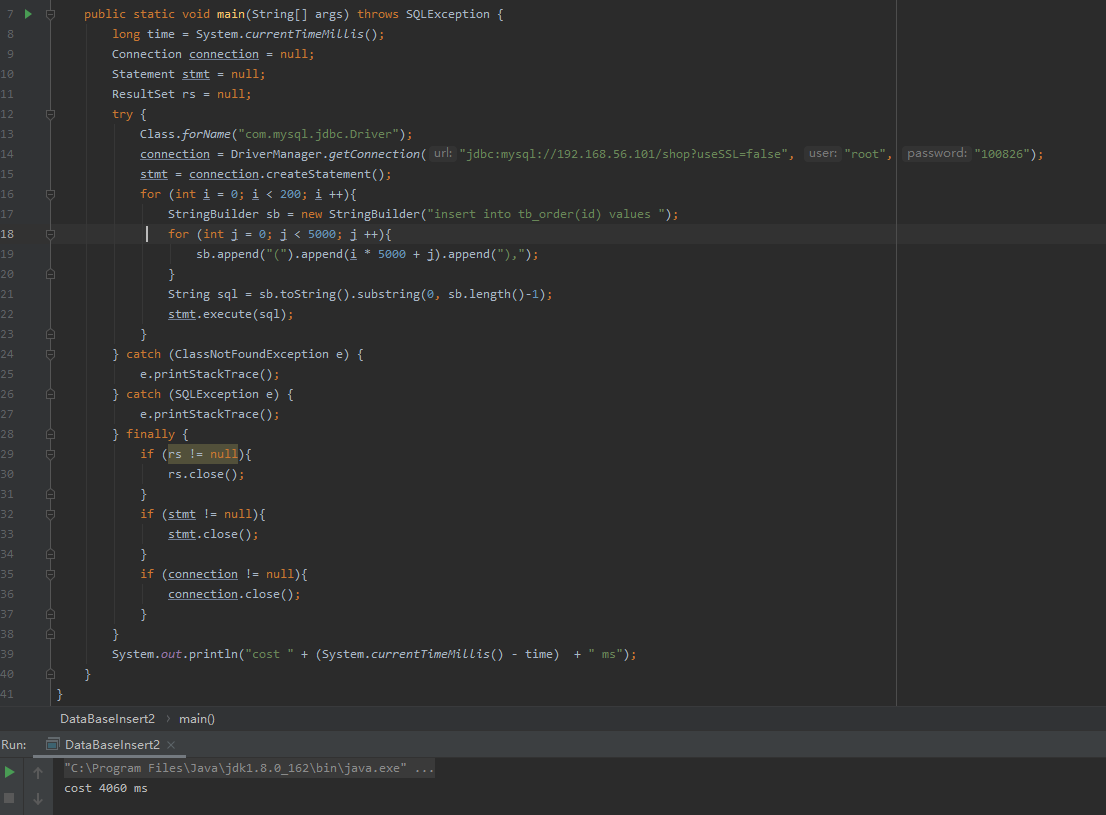 7 public static void main(String[] args) throws SQLException {
8 long time = System.currentTimeMillis();
9 Connection connection = null;
10 Statement stmt = null;
11 ResultSet rs = null;
12 try {
13 Class.forName("com.mysql.jdbc.Driver");
14 connection = DriverManager.getConnection( url: "jdbc:mysql://192.168.56.101/shop?useSSL=false", user: "root", password: "100826");
15 stmt = connection.createStatement();
16 for (int i = 0; i < 200; i ++){
17 StringBuilder sb = new StringBuilder("insert into tb_order(id) values ");
18 for (int j = 0; j < 5000; j ++){
19 sb.append("(").append(i * 5000 + j).append("),");
20 }
21 String sql = sb.toString().substring(0, sb.length()-1);
22 stmt.execute(sql);
23 }
24 } catch (ClassNotFoundException e) {
25 e.printStackTrace();
26 } catch (SQLException e) {
27 e.printStackTrace();
28 } finally {
29 if (rs != null){
30 rs.close();
31 }
32 if (stmt != null){
33 stmt.close();
34 }
35 if (connection != null){
36 connection.close();
37 }
38 }
39 System.out.println("cost " + (System.currentTimeMillis() - time)  + " ms");
40 }
41 }
DataBaseInsert2 › main()
Run: DataBaseInsert2 ×
"C:\Program Files\Java\jdk1.8.0_162\bin\java.exe" ...
cost 4060 ms